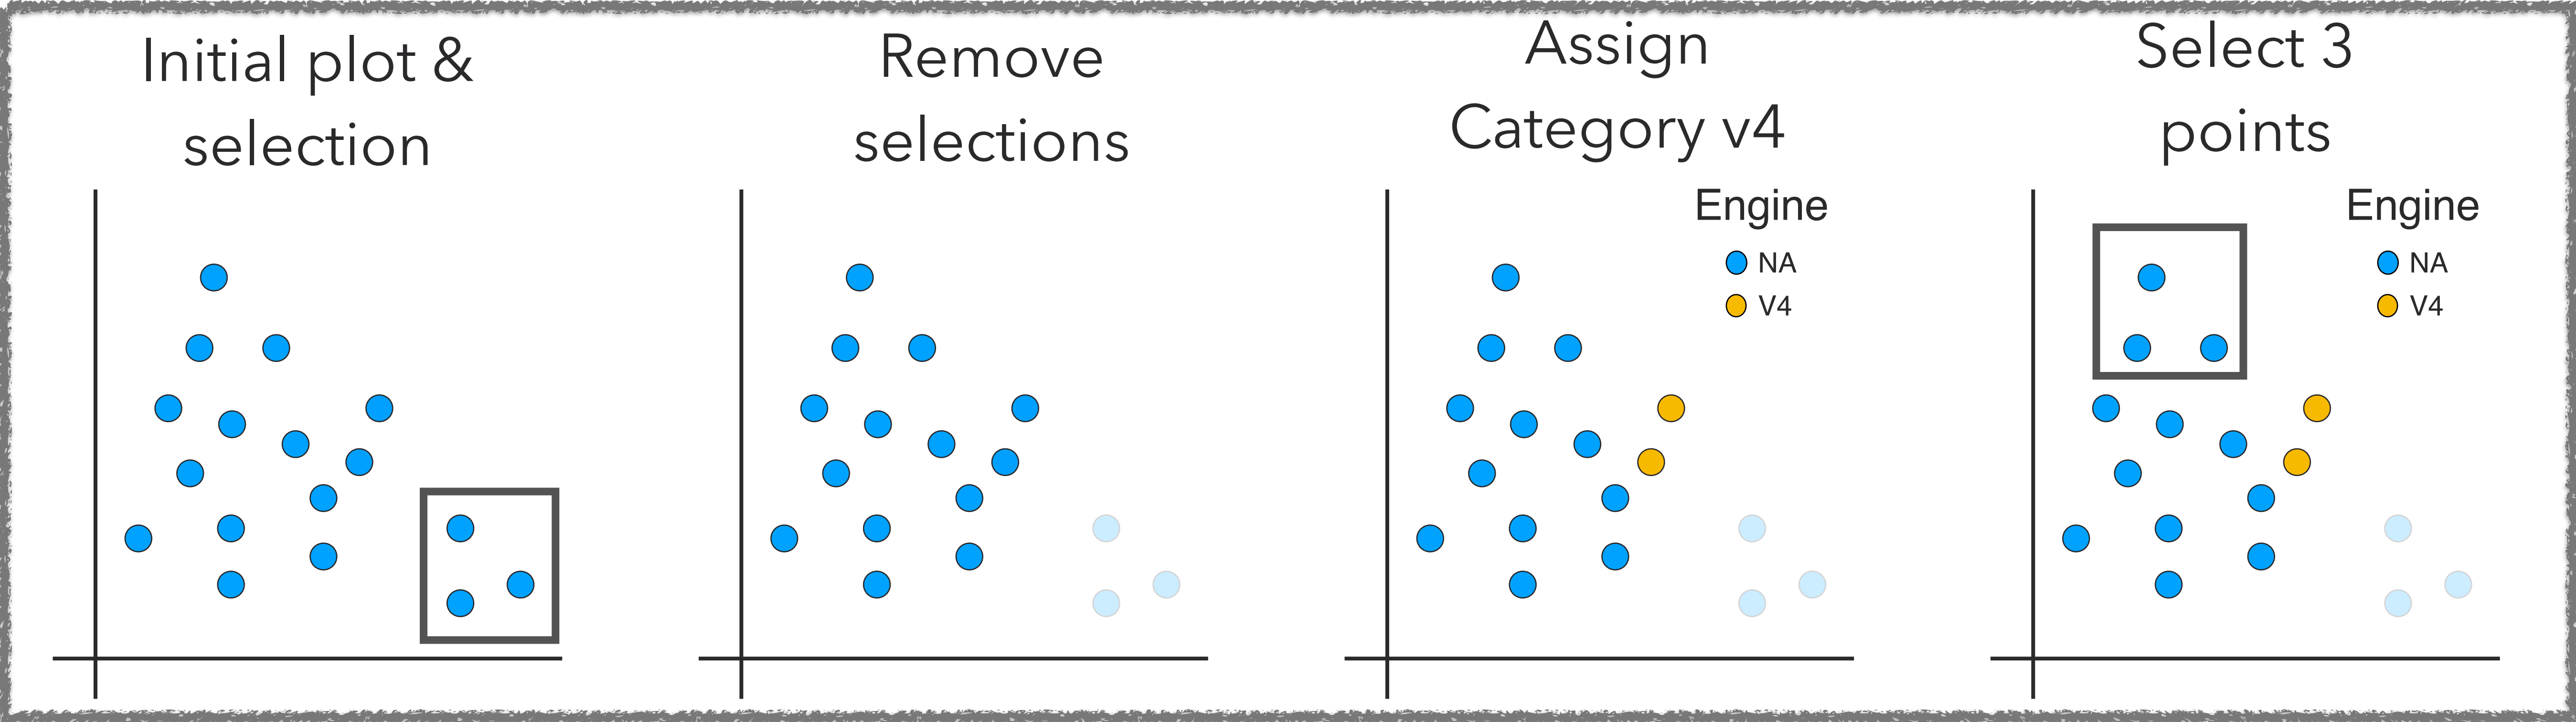 Initial plot &
selection
Remove
selections
Assign
Category v4
Engine
NA
V4
Select 3
points
Engine
NA
V4